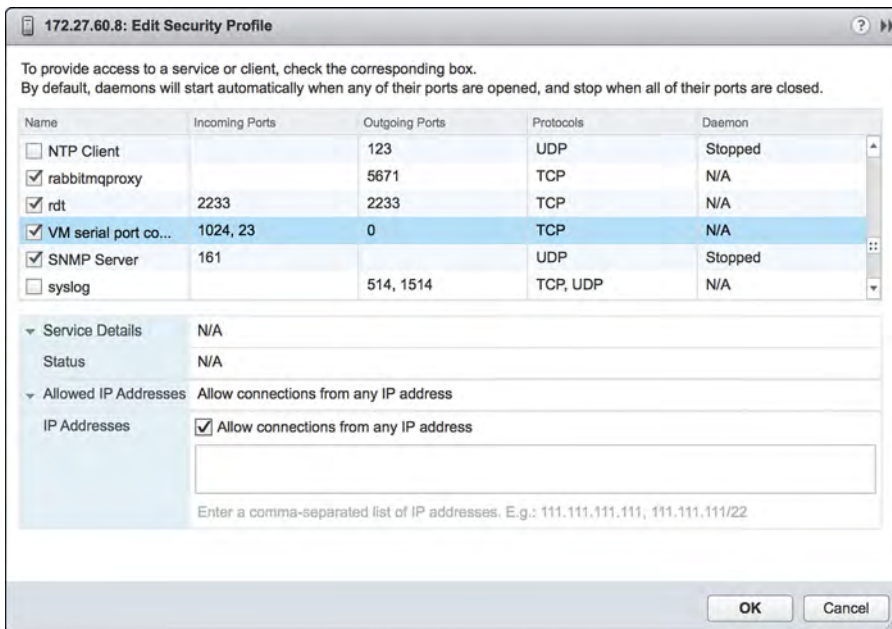 172.27.60.8: Edit Security Profile ?
To provide access to a service or client, check the corresponding box.
By default, daemons will start automatically when any of their ports are opened, and stop when all of their ports are closed.
Name Incoming Ports Outgoing Ports Protocols Daemon
NTP Client 123 UDP Stopped
rabbitmqproxy 5671 TCP N/A
rdt 2233 2233 TCP N/A
VM serial port co... 1024, 23 0 TCP N/A
SNMP Server 161 UDP Stopped
syslog 514, 1514 TCP, UDP N/A
Service Details N/A
Status N/A
Allowed IP Addresses Allow connections from any IP address
IP Addresses Allow connections from any IP address
Enter a comma-separated list of IP addresses. E.g.: 111.111.111.111, 111.111.111/22
OK Cancel